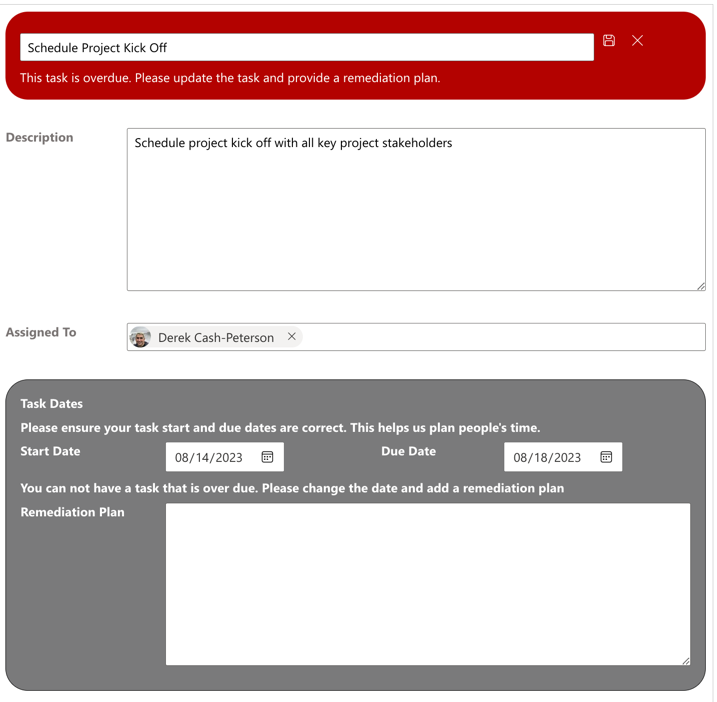 Schedule Project Kick Off
This task is overdue. Please update the task and provide a remediation plan.
Description
Schedule project kick off with all key project stakeholders
Assigned To
Derek Cash-Peterson
Task Dates
Please ensure your task start and due dates are correct. This helps us plan people's time.
Start Date
08/14/2023
Due Date
08/18/2023
You can not have a task that is over due. Please change the date and add a remediation plan
Remediation Plan